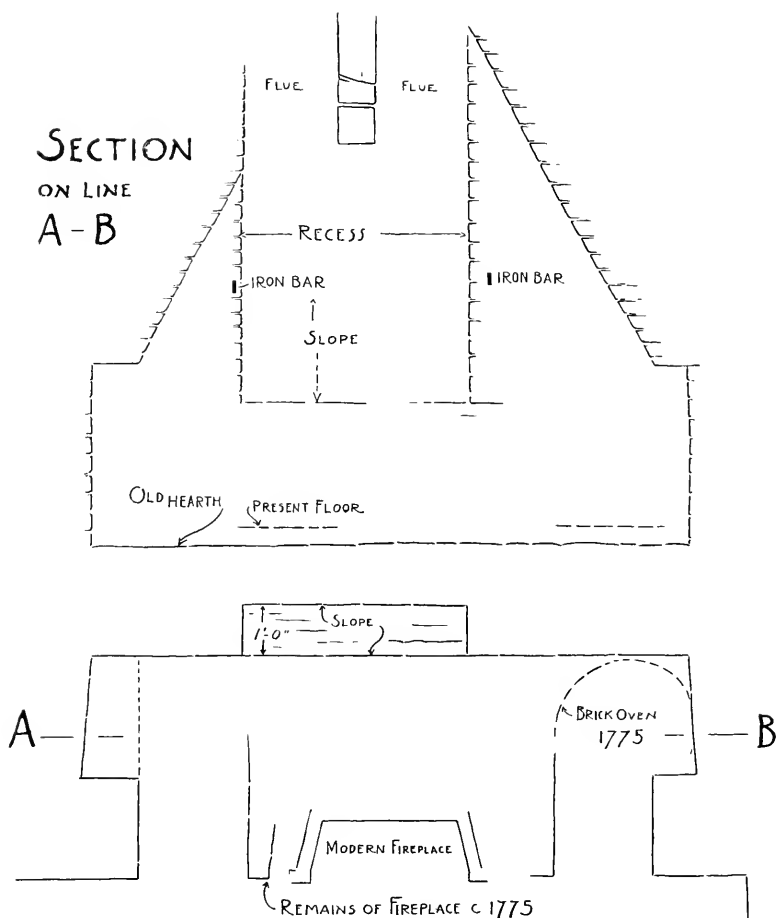 FLUE FLUE
SECTION
ON LINE
A-B
RECESS
IRON BAR IRON BAR
SLOPE
OLD HEARTH PRESENT FLOOR
SLOPE
1'-0"
BRICK OVEN
1775
A B
MODERN FIREPLACE
REMAINS OF FIREPLACE C 1775